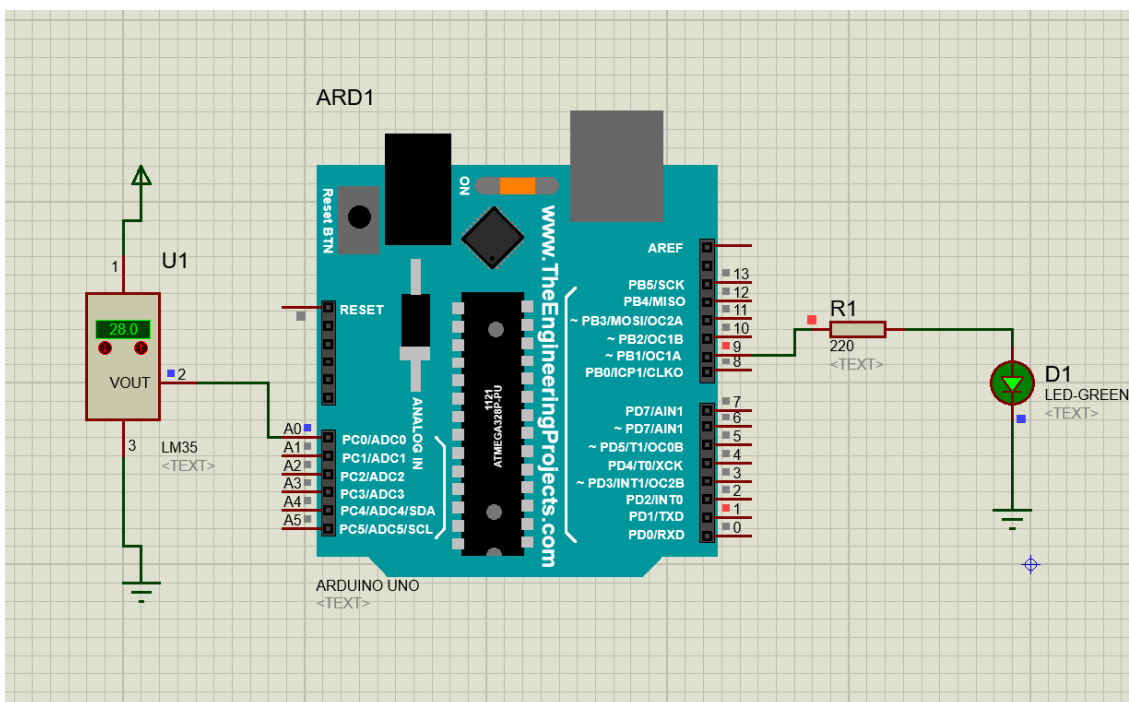 ARD1
U1
1
28.0
VOUT
2
3
LM35
<TEXT>
Reset BTN
ON
www.TheEngineeringProjects.com
RESET
ANALOG IN
1121
ATMEGA328P-PU
A0
A1
A2
A3
A4
A5
PC0/ADC0
PC1/ADC1
PC2/ADC2
PC3/ADC3
PC4/ADC4/SDA
PC5/ADC5/SCL
AREF
PB5/SCK
PB4/MISO
~ PB3/MOSI/OC2A
~ PB2/OC1B
~ PB1/OC1A
PB0/ICP1/CLKO
13
12
11
10
9
8
PD7/AIN1
~ PD7/AIN1
~ PD5/T1/OC0B
PD4/T0/XCK
~ PD3/INT1/OC2B
PD2/INT0
PD1/TXD
PD0/RXD
7
6
5
4
3
2
1
0
ARDUINO UNO
<TEXT>
R1
220
<TEXT>
D1
LED-GREEN
<TEXT>